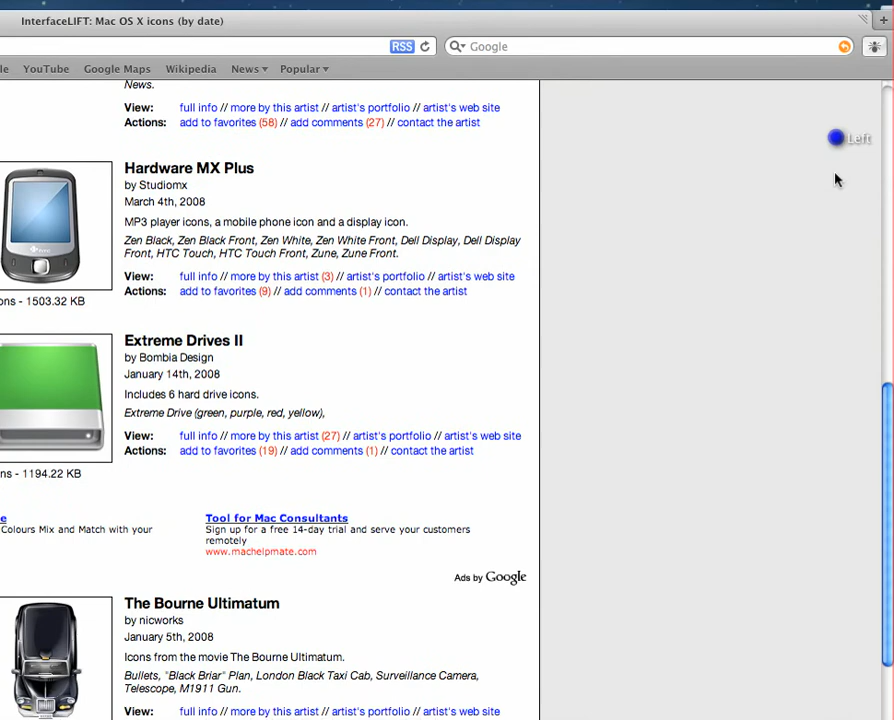 InterfaceLIFT: Mac OS X icons (by date)
RSS
Google
le YouTube Google Maps Wikipedia News Popular
News.
View: full info // more by this artist // artist's portfolio // artist's web site
Actions: add to favorites (58) // add comments (27) // contact the artist
Left
Hardware MX Plus
by Studiomx
March 4th, 2008
MP3 player icons, a mobile phone icon and a display icon.
Zen Black, Zen Black Front, Zen White, Zen White Front, Dell Display, Dell Display
Front, HTC Touch, HTC Touch Front, Zune, Zune Front.
View: full info // more by this artist (3) // artist's portfolio // artist's web site
Actions: add to favorites (9) // add comments (1) // contact the artist
ons - 1503.32 KB
Extreme Drives II
by Bombia Design
January 14th, 2008
Includes 6 hard drive icons.
Extreme Drive (green, purple, red, yellow),
View: full info // more by this artist (27) // artist's portfolio // artist's web site
Actions: add to favorites (19) // add comments (1) // contact the artist
ns - 1194.22 KB
e
Colours Mix and Match with your
Tool for Mac Consultants
Sign up for a free 14-day trial and serve your customers
remotely
www.machelpmate.com
Ads by Google
The Bourne Ultimatum
by nicworks
January 5th, 2008
Icons from the movie The Bourne Ultimatum.
Bullets, "Black Briar" Plan, London Black Taxi Cab, Surveillance Camera,
Telescope, M1911 Gun.
View: full info // more by this artist // artist's portfolio // artist's web site